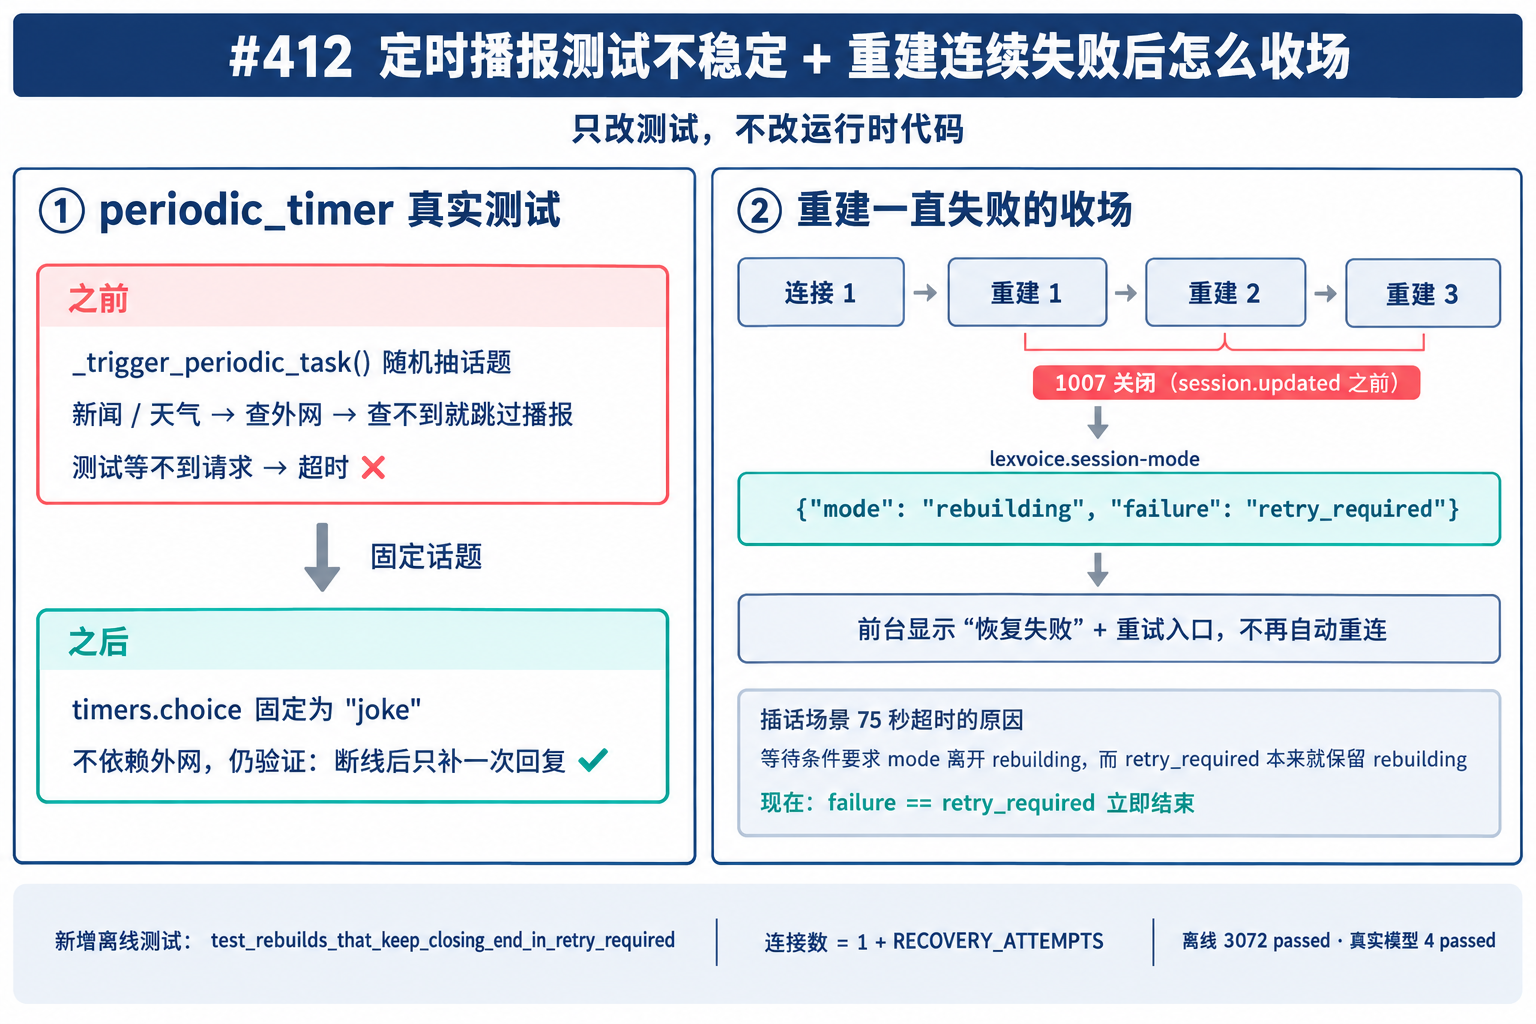 #412 定时播报测试不稳定 + 重建连续失败后怎么收场
只改测试，不改运行时代码
① periodic_timer 真实测试
之前
_trigger_periodic_task() 随机抽话题
新闻 / 天气 → 查外网 → 查不到就跳过播报
测试等不到请求 → 超时 ❌
固定话题
之后
timers.choice 固定为 "joke"
不依赖外网，仍验证：断线后只补一次回复 ✔
② 重建一直失败的收场
连接 1 → 重建 1 → 重建 2 → 重建 3
1007 关闭（session.updated 之前）
lexvoice.session-mode
{"mode": "rebuilding", "failure": "retry_required"}
前台显示 “恢复失败” + 重试入口，不再自动重连
插话场景 75 秒超时的原因
等待条件要求 mode 离开 rebuilding，而 retry_required 本来就保留 rebuilding
现在：failure == retry_required 立即结束
新增离线测试： test_rebuilds_that_keep_closing_end_in_retry_required
连接数 = 1 + RECOVERY_ATTEMPTS
离线 3072 passed · 真实模型 4 passed